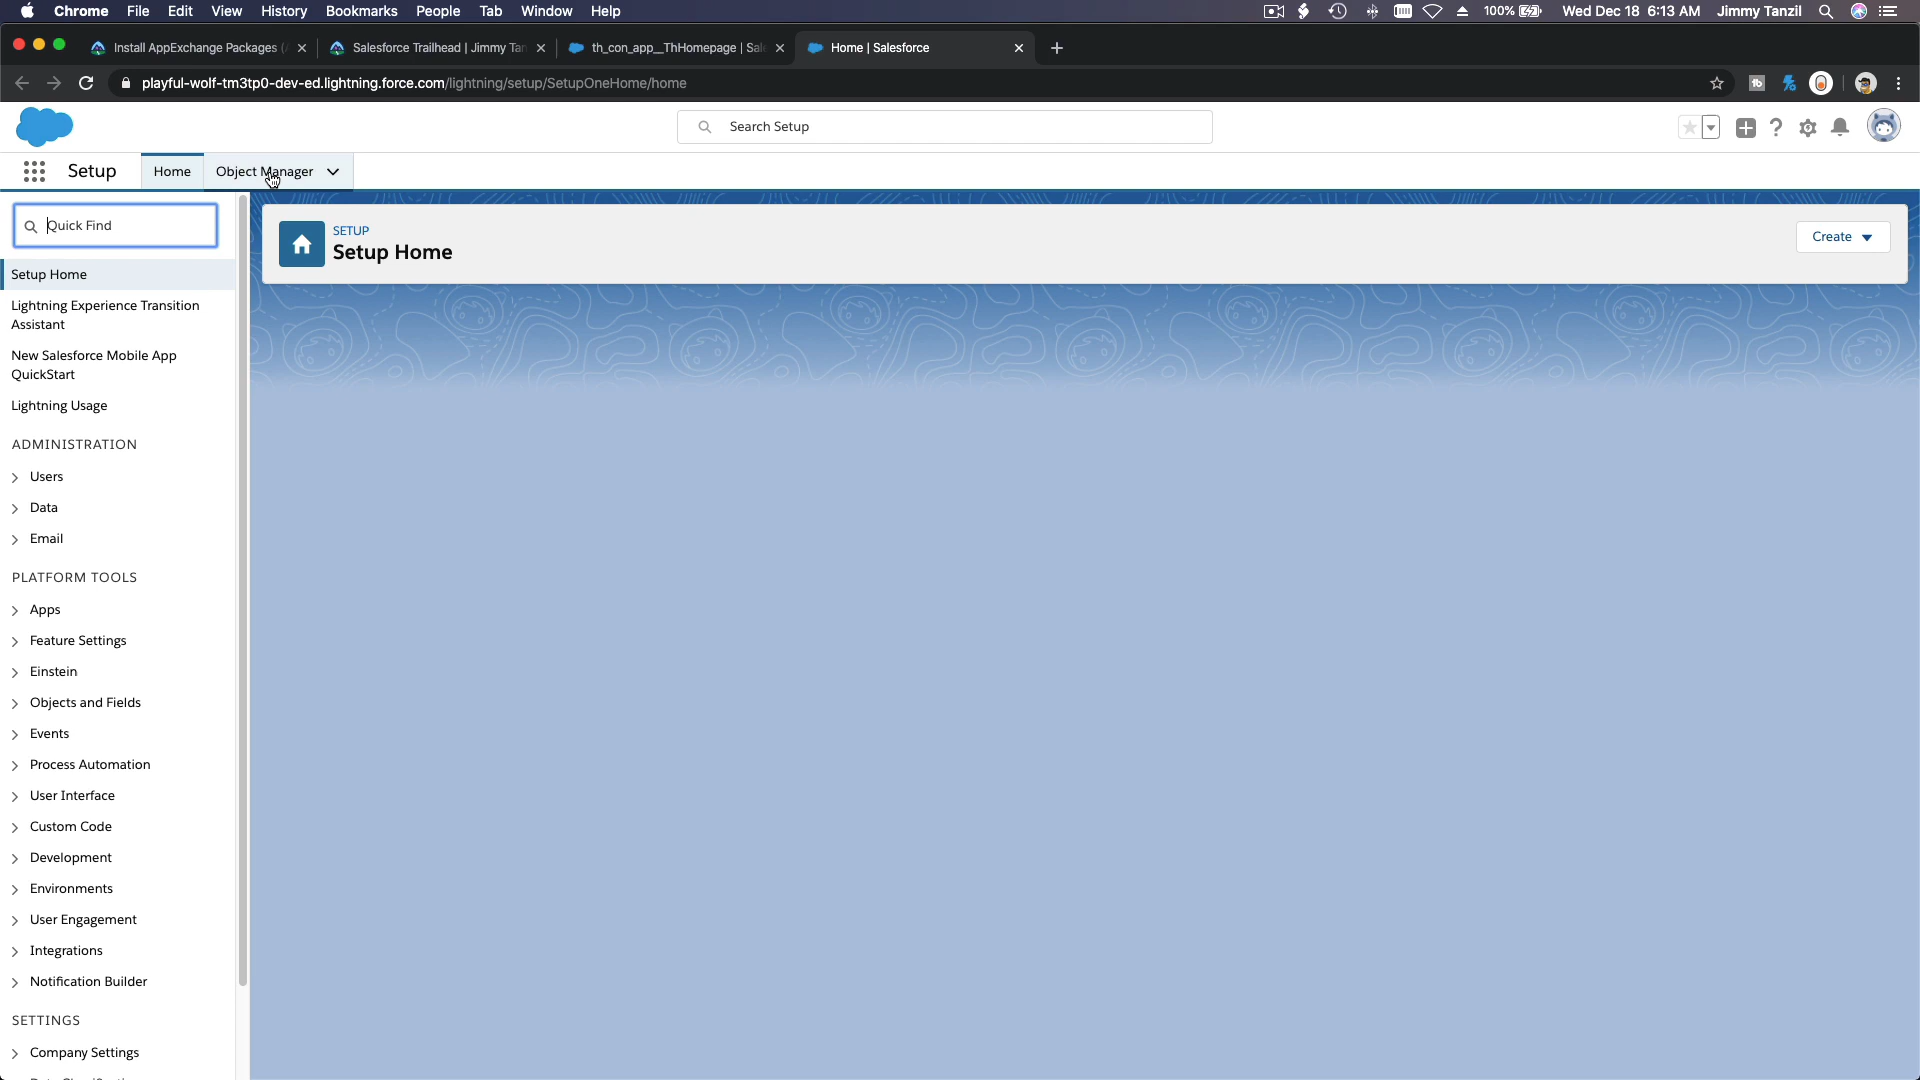 Chrome File Edit View History Bookmarks People Tab Window Help 100% Wed Dec 18 6:13 AM Jimmy Tanzil
Install AppExchange Packages Salesforce Trailhead | Jimmy Tan th_con_app__ThHomepage | Sal Home | Salesforce
playful-wolf-tm3tp0-dev-ed.lightning.force.com/lightning/setup/SetupOneHome/home
Search Setup
Setup Home Object Manager
Quick Find
SETUP
Setup Home
Create
Setup Home
Lightning Experience Transition
Assistant
New Salesforce Mobile App
QuickStart
Lightning Usage
ADMINISTRATION
Users
Data
Email
PLATFORM TOOLS
Apps
Feature Settings
Einstein
Objects and Fields
Events
Process Automation
User Interface
Custom Code
Development
Environments
User Engagement
Integrations
Notification Builder
SETTINGS
Company Settings